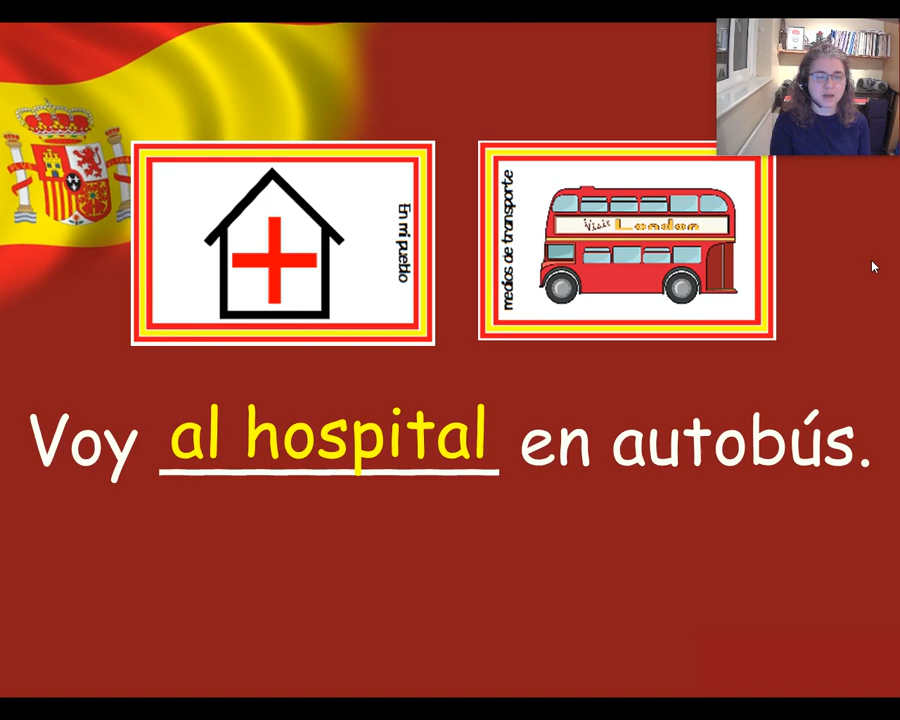 En mi pueblo
medios de transporte
Visit London
Voy al hospital en autobús.